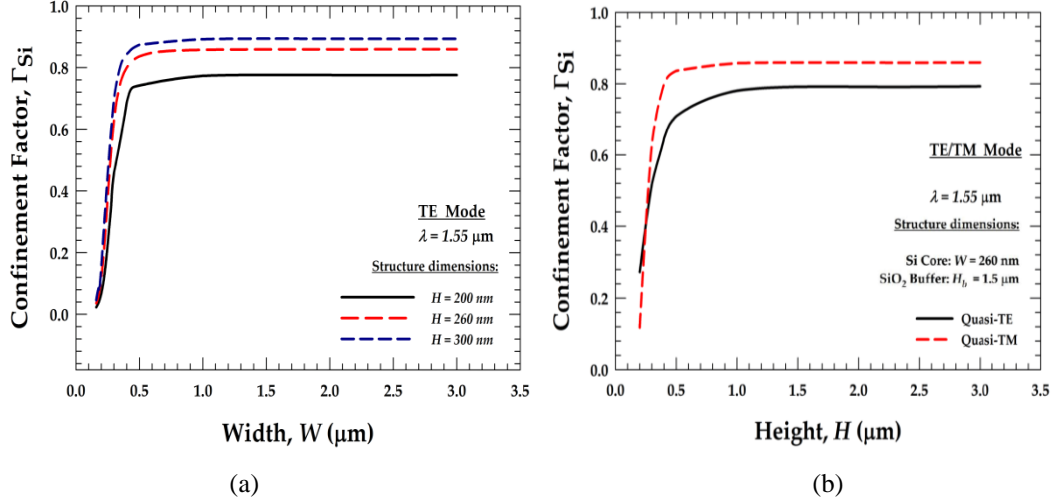 1.0
0.8
0.6
0.4
0.2
0.0
Confinement Factor, Γ_Si
TE Mode
λ = 1.55 μm
Structure dimensions:
H = 200 nm
H = 260 nm
H = 300 nm
0.0 0.5 1.0 1.5 2.0 2.5 3.0 3.5
Width, W (μm)
(a)
1.0
0.8
0.6
0.4
0.2
0.0
Confinement Factor, Γ_Si
TE/TM Mode
λ = 1.55 μm
Structure dimensions:
Si Core: W = 260 nm
SiO₂ Buffer: H_b = 1.5 μm
Quasi-TE
Quasi-TM
0.0 0.5 1.0 1.5 2.0 2.5 3.0 3.5
Height, H (μm)
(b)